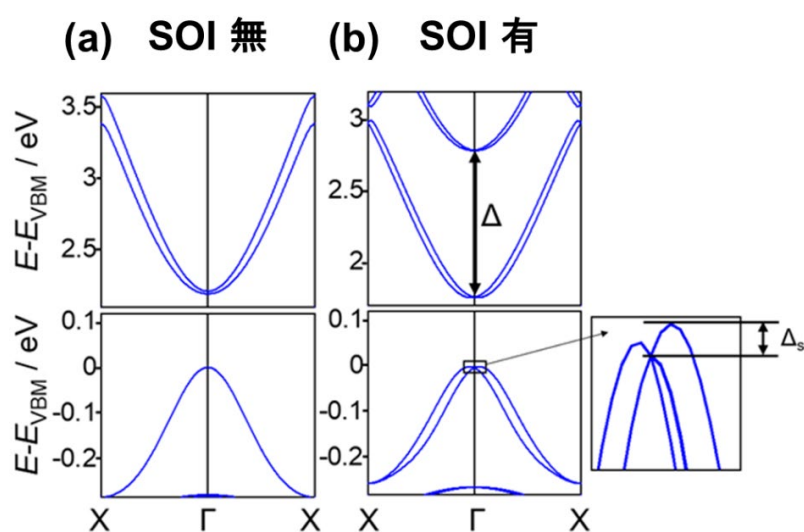 (a) SOI 無 (b) SOI 有
E-E_VBM / eV
3.5
3
2.5
E-E_VBM / eV
0.1
0
-0.1
-0.2
X Γ X
3
2.5
2
Δ
0.1
0
-0.1
-0.2
X Γ X
Δs